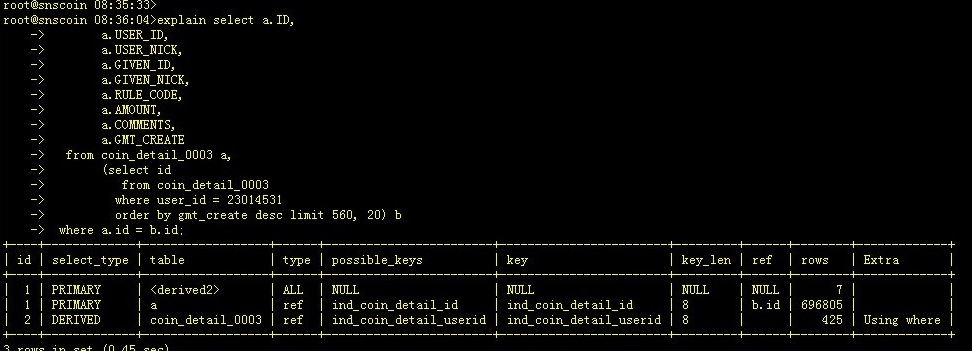 root@snscoin 08:35:33>
root@snscoin 08:36:04>explain select a.ID,
    ->        a.USER_ID,
    ->        a.USER_NICK,
    ->        a.GIVEN_ID,
    ->        a.GIVEN_NICK,
    ->        a.RULE_CODE,
    ->        a.AMOUNT,
    ->        a.COMMENTS,
    ->        a.GMT_CREATE
    ->   from coin_detail_0003 a,
    ->        (select id
    ->           from coin_detail_0003
    ->          where user_id = 23014531
    ->          order by gmt_create desc limit 560, 20) b
    ->  where a.id = b.id;
| id | select_type | table | type | possible_keys | key | key_len | ref | rows | Extra |
| 1 | PRIMARY | <derived2> | ALL | NULL | NULL | NULL | NULL | 7 | |
| 1 | PRIMARY | a | ref | ind_coin_detail_id | ind_coin_detail_id | 8 | b.id | 696805 | |
| 2 | DERIVED | coin_detail_0003 | ref | ind_coin_detail_userid | ind_coin_detail_userid | 8 | | 425 | Using where |
3 rows in set (0.45 sec)